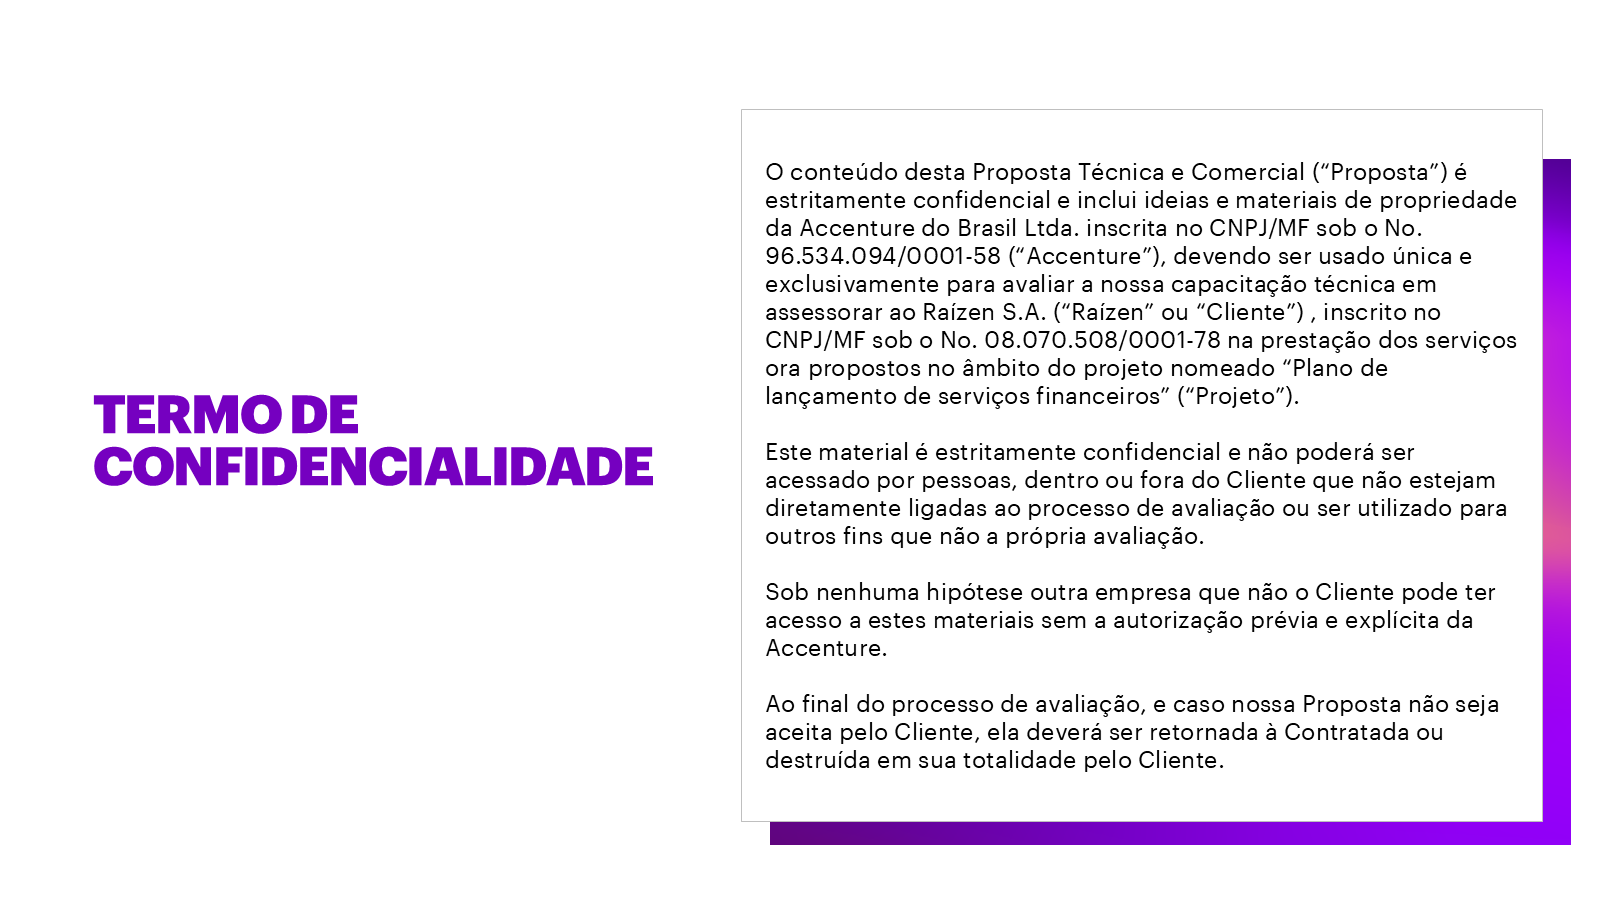 TERMO DE
CONFIDENCIALIDADE
O conteúdo desta Proposta Técnica e Comercial (“Proposta”) é
estritamente confidencial e inclui ideias e materiais de propriedade
da Accenture do Brasil Ltda. inscrita no CNPJ/MF sob o No.
96.534.094/0001-58 (“Accenture”), devendo ser usado única e
exclusivamente para avaliar a nossa capacitação técnica em
assessorar ao Raízen S.A. (“Raízen” ou “Cliente”) , inscrito no
CNPJ/MF sob o No. 08.070.508/0001-78 na prestação dos serviços
ora propostos no âmbito do projeto nomeado “Plano de
lançamento de serviços financeiros” (“Projeto”).
Este material é estritamente confidencial e não poderá ser
acessado por pessoas, dentro ou fora do Cliente que não estejam
diretamente ligadas ao processo de avaliação ou ser utilizado para
outros fins que não a própria avaliação.
Sob nenhuma hipótese outra empresa que não o Cliente pode ter
acesso a estes materiais sem a autorização prévia e explícita da
Accenture.
Ao final do processo de avaliação, e caso nossa Proposta não seja
aceita pelo Cliente, ela deverá ser retornada à Contratada ou
destruída em sua totalidade pelo Cliente.